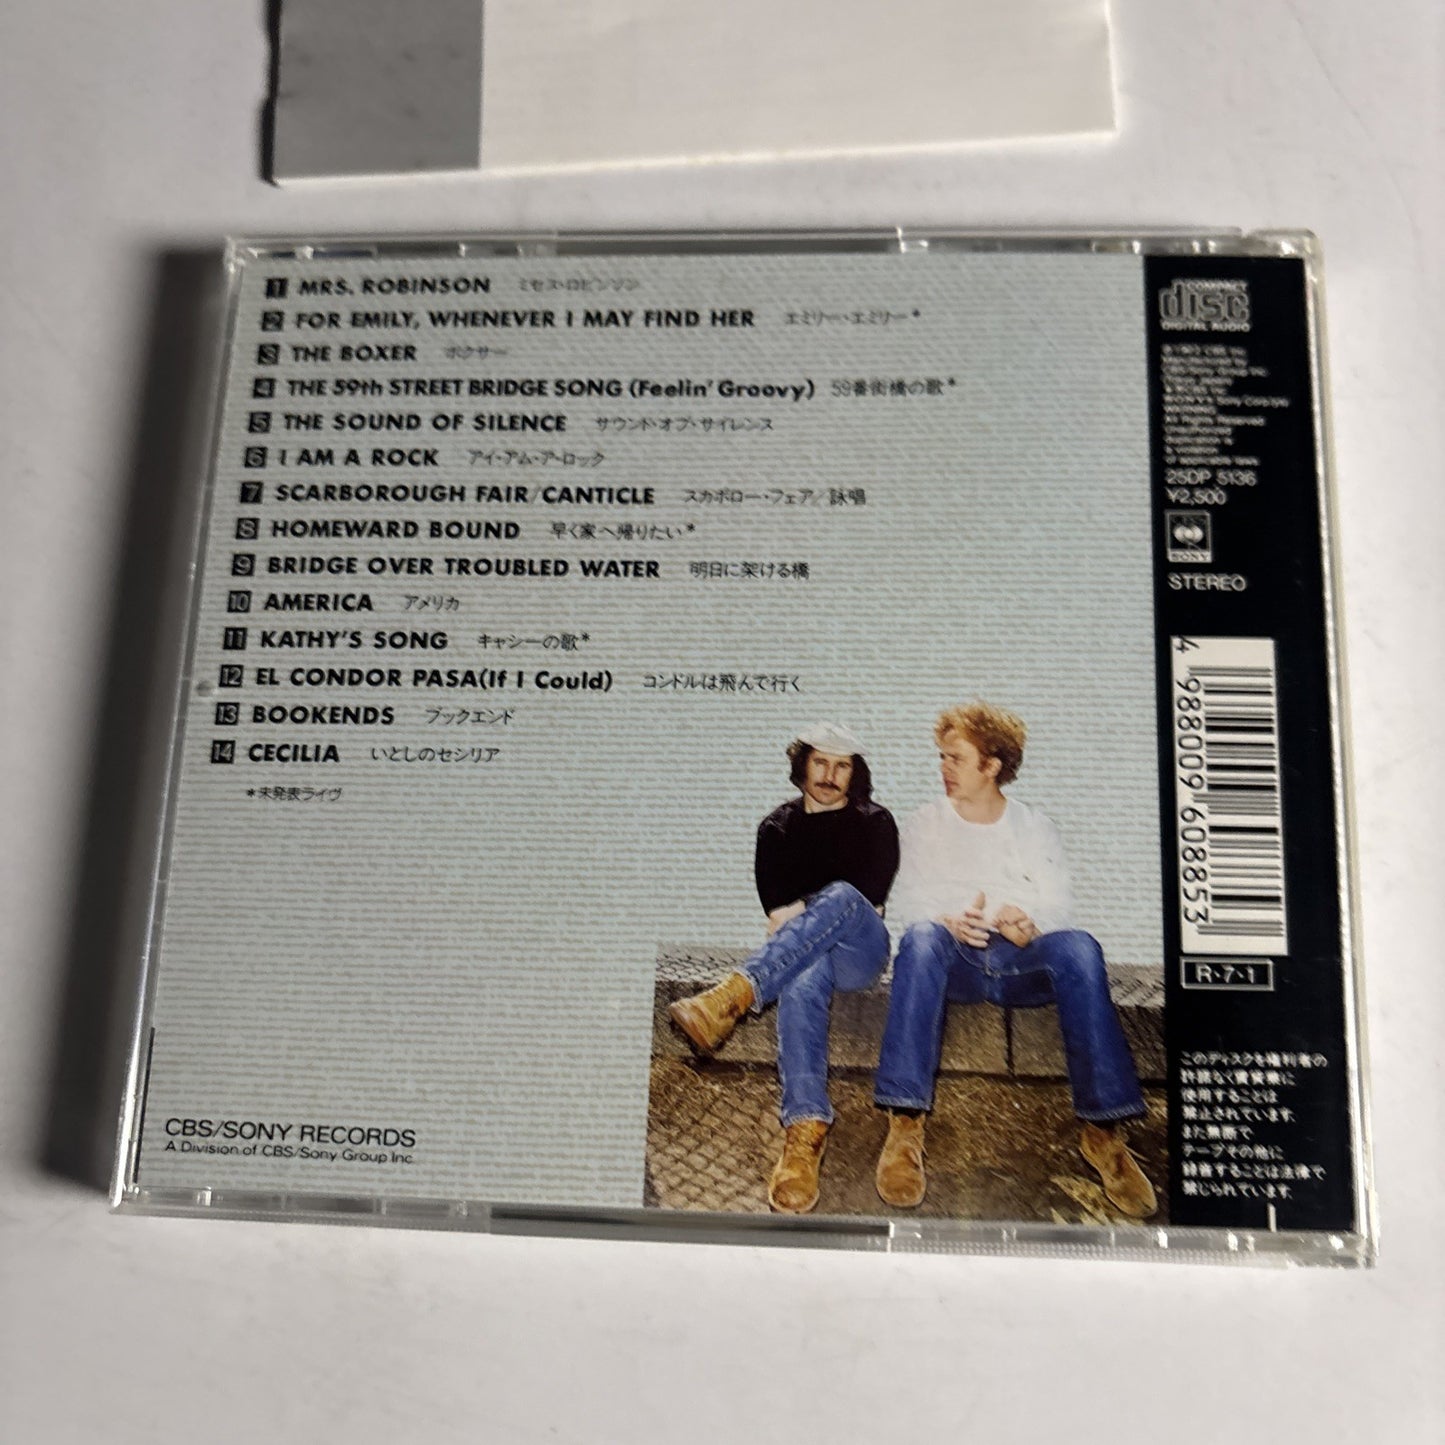 1 MRS. ROBINSON ミセス・ロビンソン
2 FOR EMILY, WHENEVER I MAY FIND HER エミリー・エミリー*
3 THE BOXER ボクサー
4 THE 59th STREET BRIDGE SONG (Feelin' Groovy) 59番街橋の歌*
5 THE SOUND OF SILENCE サウンド・オブ・サイレンス
6 I AM A ROCK アイ・アム・ア・ロック
7 SCARBOROUGH FAIR/CANTICLE スカボロー・フェア/詠唱
8 HOMEWARD BOUND 早く家へ帰りたい*
9 BRIDGE OVER TROUBLED WATER 明日に架ける橋
10 AMERICA アメリカ
11 KATHY'S SONG キャシーの歌*
12 EL CONDOR PASA(If I Could) コンドルは飛んで行く
13 BOOKENDS ブックエンド
14 CECILIA いとしのセシリア
*未発表ライヴ
CBS/SONY RECORDS
A Division of CBS/Sony Group Inc.
COMPACT
disc
DIGITAL AUDIO
25DP 5136
¥2,500
SONY
STEREO
4 988009 608853
R・7・1
このディスクを権利者の
許諾なく賃貸業に
使用することは
禁止されています。
また無断で
テープその他に
録音することは法律で
禁じられています。